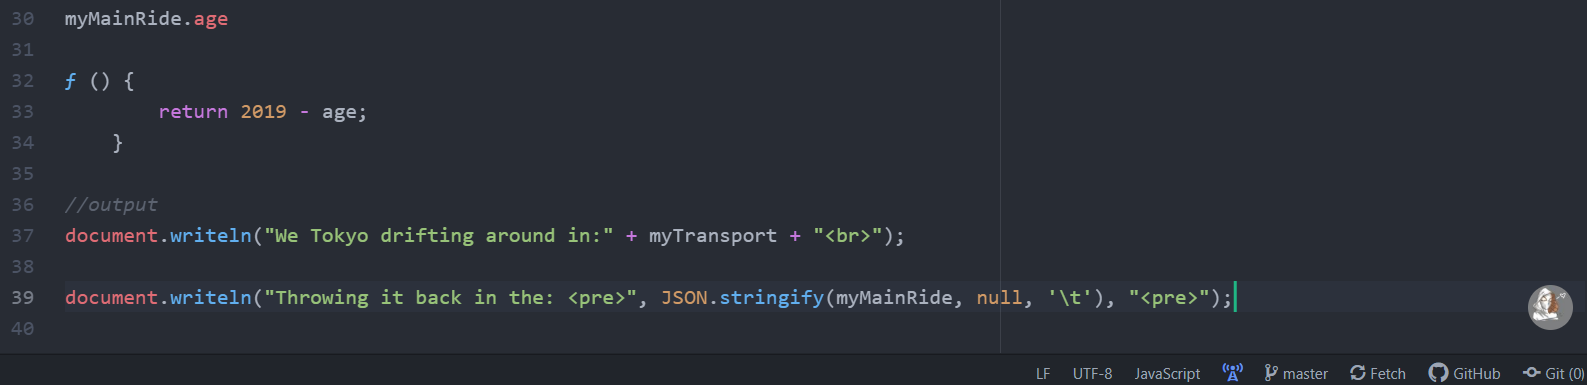 30 myMainRide.age
31
32 ƒ () {
33 return 2019 - age;
34 }
35
36 //output
37 document.writeln("We Tokyo drifting around in:" + myTransport + "<br>");
38
39 document.writeln("Throwing it back in the: <pre>", JSON.stringify(myMainRide, null, '\t'), "<pre>");
40
LF UTF-8 JavaScript master Fetch GitHub Git (0)